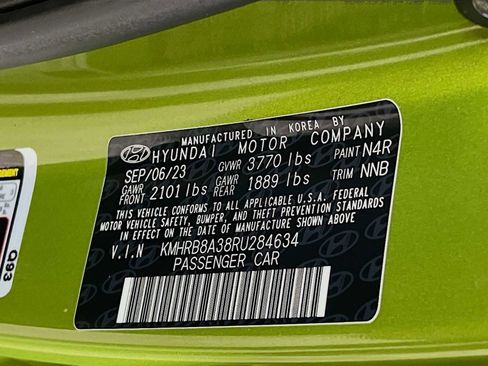 MANUFACTURED IN KOREA BY
HYUNDAI MOTOR COMPANY
SEP/06/23 GVWR 3770 lbs PAINT N4R
GAWR FRONT 2101 lbs GAWR REAR 1889 lbs TRIM NNB
THIS VEHICLE CONFORMS TO ALL APPLICABLE U.S.A. FEDERAL
MOTOR VEHICLE SAFETY, BUMPER, AND THEFT PREVENTION STANDARDS
IN EFFECT ON THE DATE OF MANUFACTURE SHOWN ABOVE.
V.I.N KMHRB8A38RU284634
PASSENGER CAR
Q93